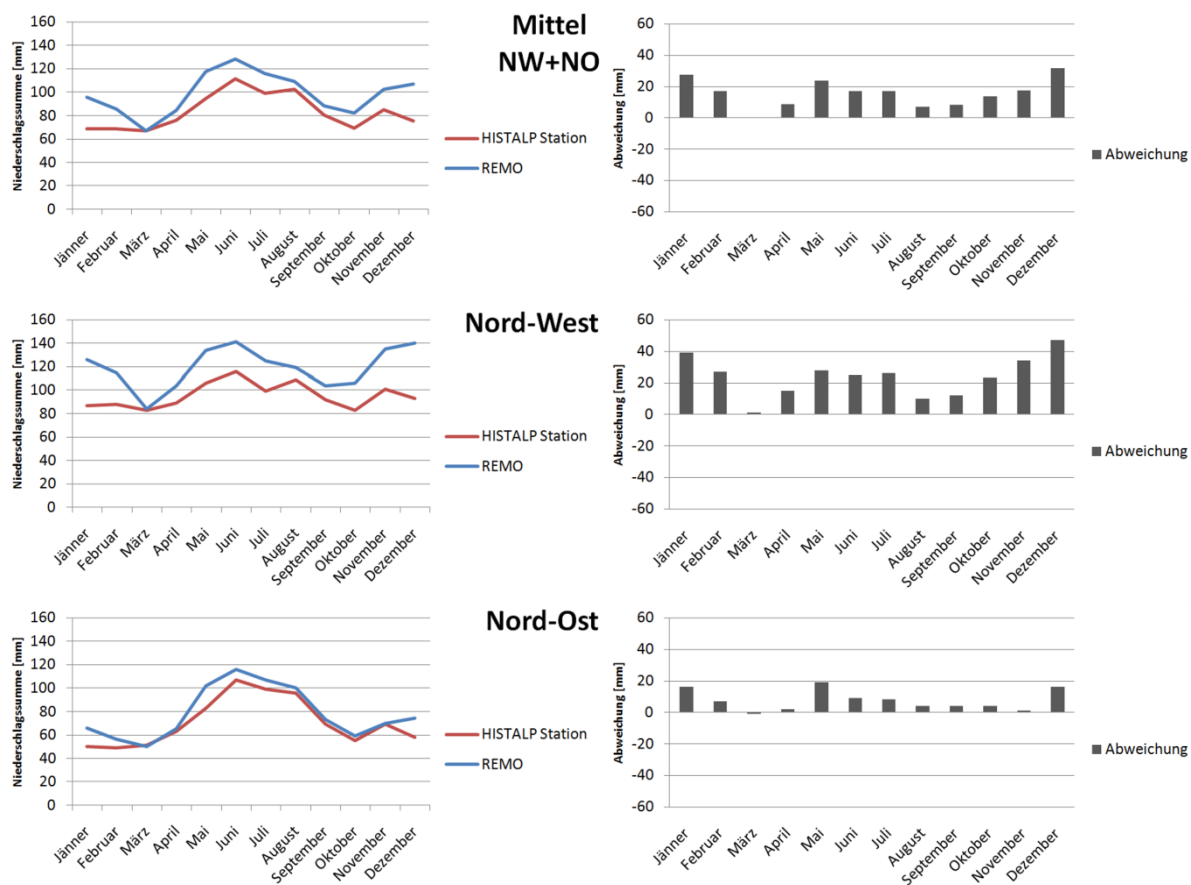 Mittel
NW+NO
Niederschlagssumme [mm]
160
140
120
100
80
60
40
20
0
Jänner
Februar
März
April
Mai
Juni
Juli
August
September
Oktober
November
Dezember
HISTALP Station
REMO
Abweichung [mm]
60
40
20
0
-20
-40
-60
Jänner
Februar
März
April
Mai
Juni
Juli
August
September
Oktober
November
Dezember
Abweichung
Nord-West
Niederschlagssumme [mm]
160
140
120
100
80
60
40
20
0
Jänner
Februar
März
April
Mai
Juni
Juli
August
September
Oktober
November
Dezember
HISTALP Station
REMO
Abweichung [mm]
60
40
20
0
-20
-40
-60
Jänner
Februar
März
April
Mai
Juni
Juli
August
September
Oktober
November
Dezember
Abweichung
Nord-Ost
Niederschlagssumme [mm]
160
140
120
100
80
60
40
20
0
Jänner
Februar
März
April
Mai
Juni
Juli
August
September
Oktober
November
Dezember
HISTALP Station
REMO
Abweichung [mm]
60
40
20
0
-20
-40
-60
Jänner
Februar
März
April
Mai
Juni
Juli
August
September
Oktober
November
Dezember
Abweichung